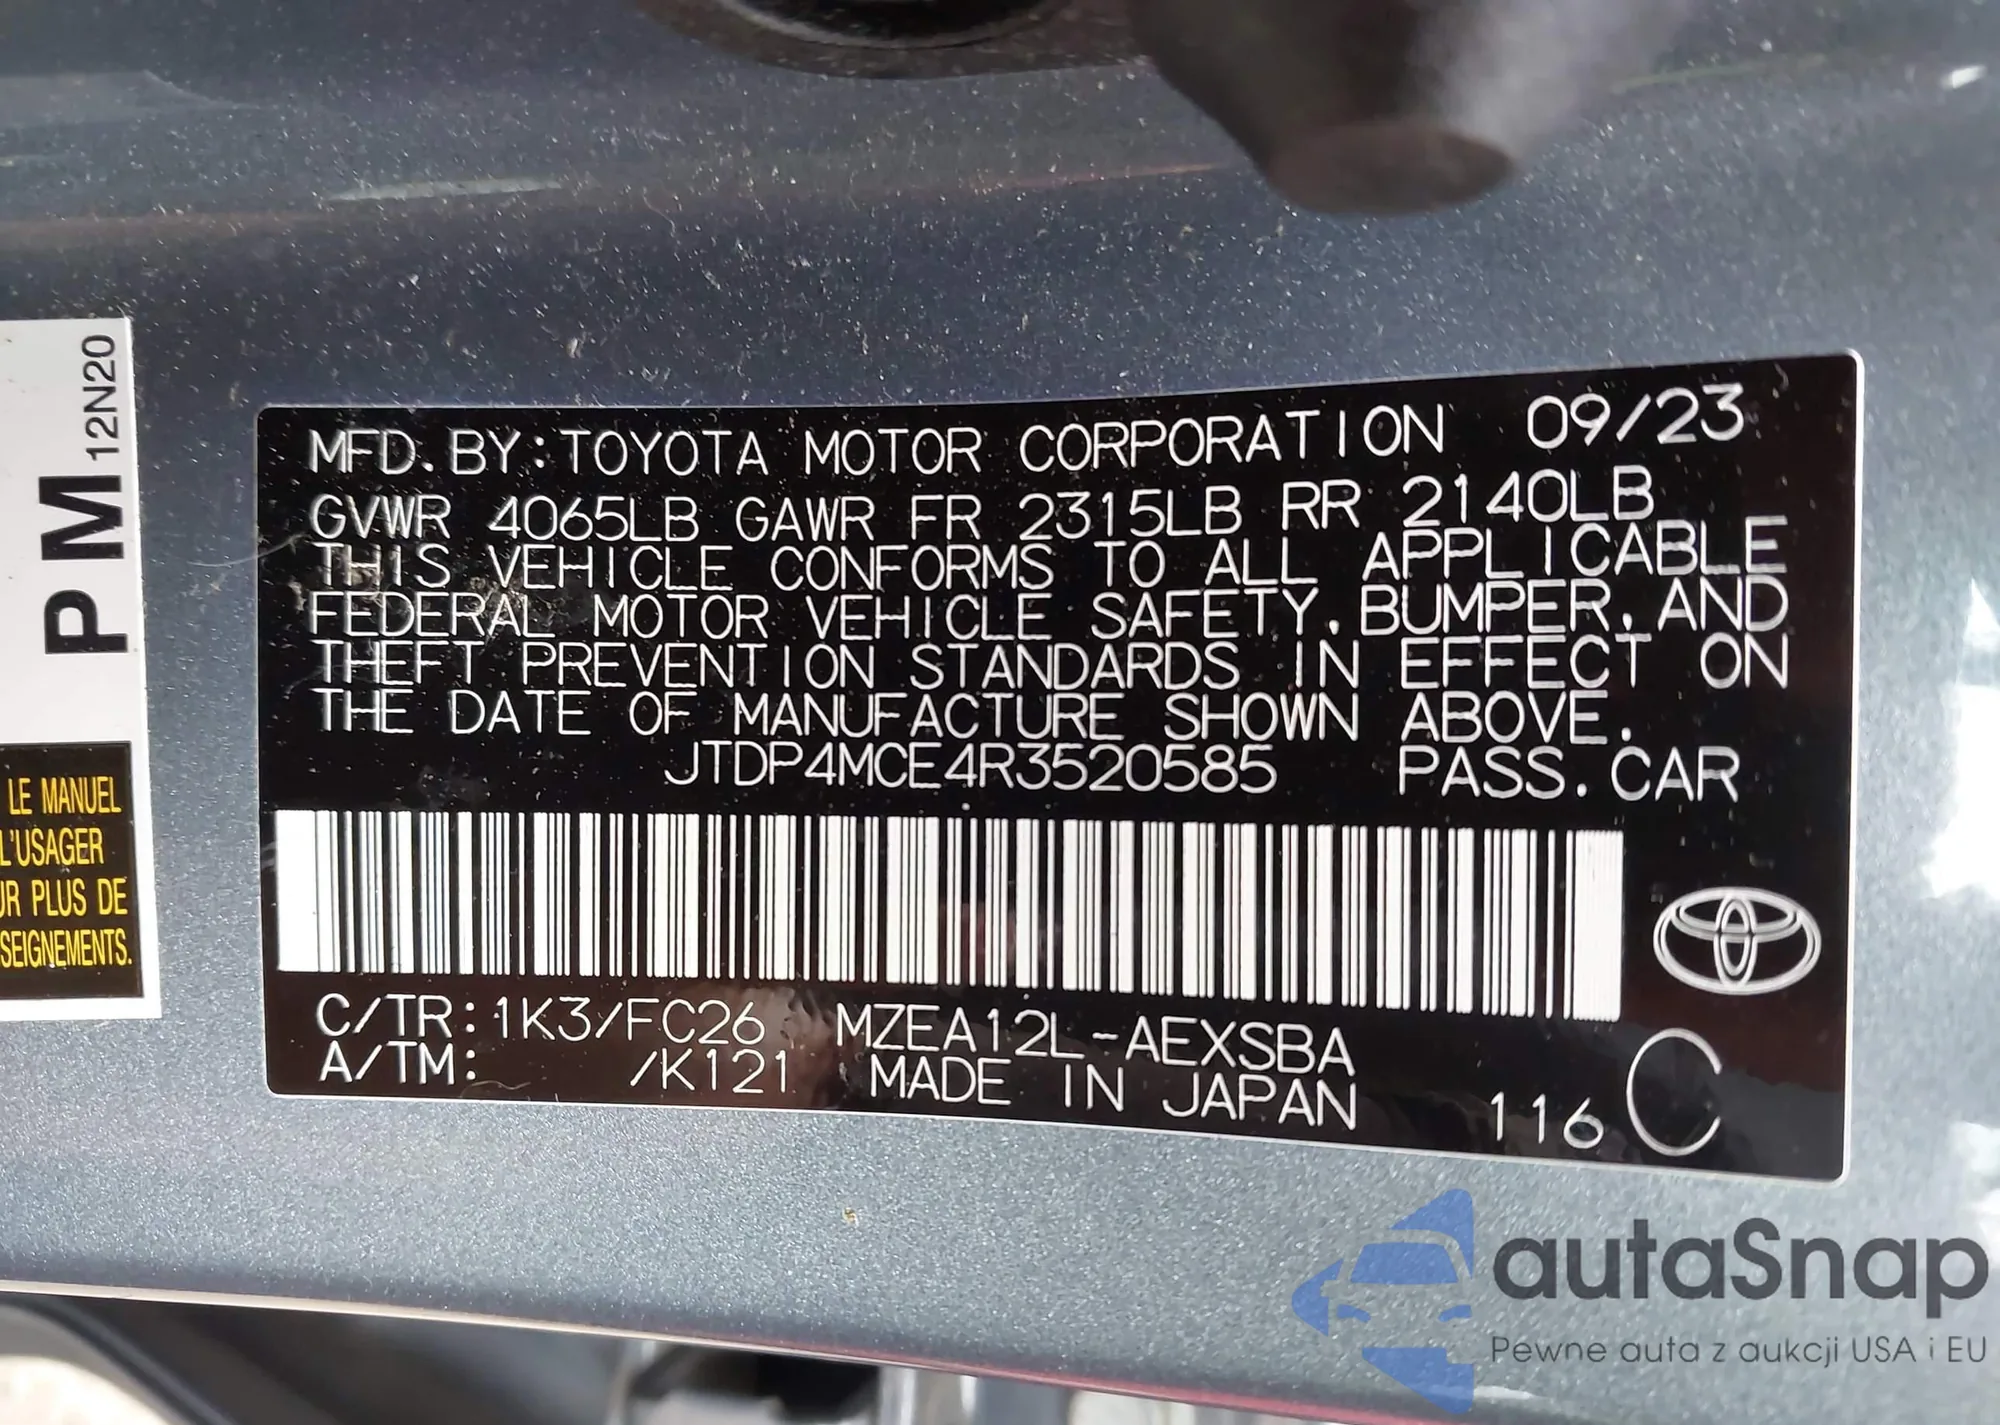 PM 12N20
LE MANUEL
L'USAGER
UR PLUS DE
SEIGNEMENTS.
MFD. BY: TOYOTA MOTOR CORPORATION 09/23
GVWR 4065LB GAWR FR 2315LB RR 2140LB
THIS VEHICLE CONFORMS TO ALL APPLICABLE
FEDERAL MOTOR VEHICLE SAFETY, BUMPER, AND
THEFT PREVENTION STANDARDS IN EFFECT ON
THE DATE OF MANUFACTURE SHOWN ABOVE.
JTDP4MCE4R3520585 PASS. CAR
C/TR: 1K3/FC26 MZEA12L-AEXSBA
A/TM: /K121 MADE IN JAPAN 116 C
autaSnap
Pewne auta z aukcji USA i EU